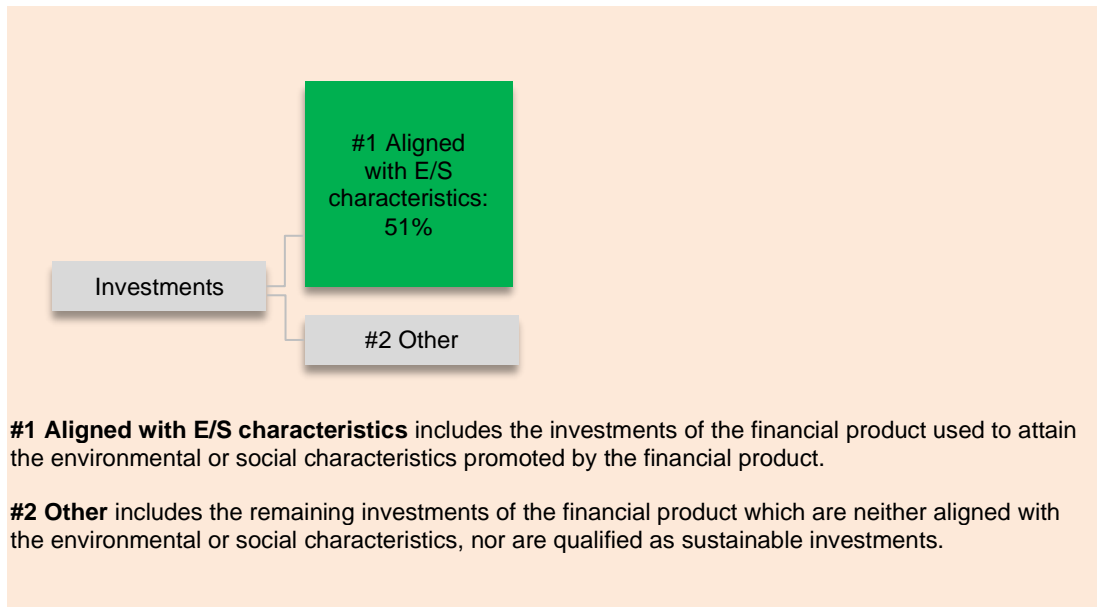 #1 Aligned
with E/S
characteristics:
51%
Investments
#2 Other
#1 Aligned with E/S characteristics includes the investments of the financial product used to attain
the environmental or social characteristics promoted by the financial product.
#2 Other includes the remaining investments of the financial product which are neither aligned with
the environmental or social characteristics, nor are qualified as sustainable investments.